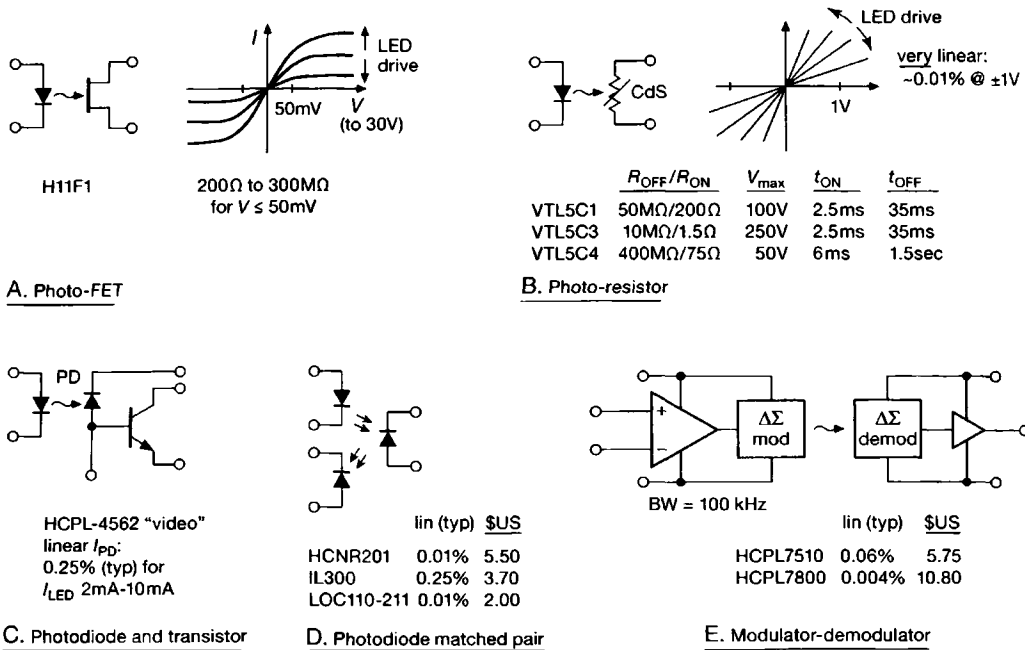 I
LED
drive
50mV
V
(to 30V)
H11F1
200Ω to 300MΩ
for V ≤ 50mV
A. Photo-FET
LED drive
very linear:
~0.01% @ ±1V
CdS
1V
R_OFF/R_ON V_max t_ON t_OFF
VTL5C1 50MΩ/200Ω 100V 2.5ms 35ms
VTL5C3 10MΩ/1.5Ω 250V 2.5ms 35ms
VTL5C4 400MΩ/75Ω 50V 6ms 1.5sec
B. Photo-resistor
PD
HCPL-4562 "video"
linear I_PD:
0.25% (typ) for
I_LED 2mA-10mA
C. Photodiode and transistor
lin (typ) $US
HCNR201 0.01% 5.50
IL300 0.25% 3.70
LOC110-211 0.01% 2.00
D. Photodiode matched pair
+
−
ΔΣ
mod
ΔΣ
demod
BW = 100 kHz
lin (typ) $US
HCPL7510 0.06% 5.75
HCPL7800 0.004% 10.80
E. Modulator-demodulator